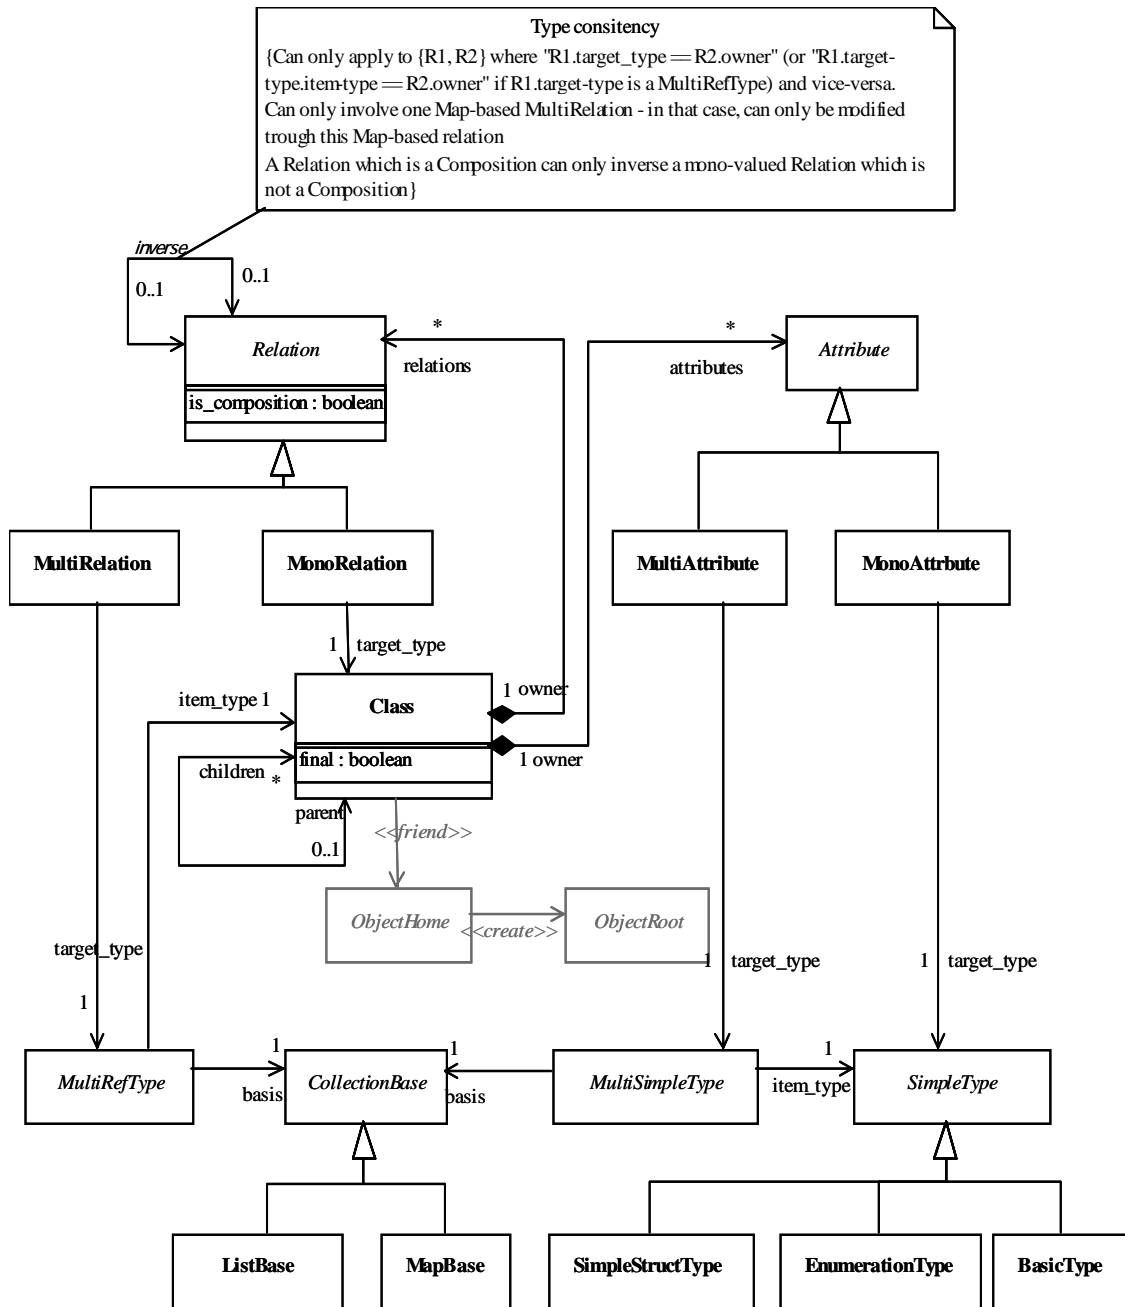 Type consitency
{Can only apply to {R1, R2} where "R1.target_type == R2.owner" (or "R1.target-
type.item-type == R2.owner" if R1.target-type is a MultiRefType) and vice-versa.
Can only involve one Map-based MultiRelation - in that case, can only be modified
trough this Map-based relation
A Relation which is a Composition can only inverse a mono-valued Relation which is
not a Composition}
inverse
0..1
0..1
Relation
is_composition : boolean
*
relations
*
attributes
Attribute
MultiRelation
MonoRelation
MultiAttribute
MonoAttrbute
1 target_type
item_type 1
Class
1 owner
final : boolean
1 owner
children
*
parent
0..1
<<friend>>
ObjectHome
<<create>>
ObjectRoot
target_type
1
1 target_type
1 target_type
MultiRefType
1
basis
CollectionBase
1
basis
MultiSimpleType
1
item_type
SimpleType
ListBase
MapBase
SimpleStructType
EnumerationType
BasicType